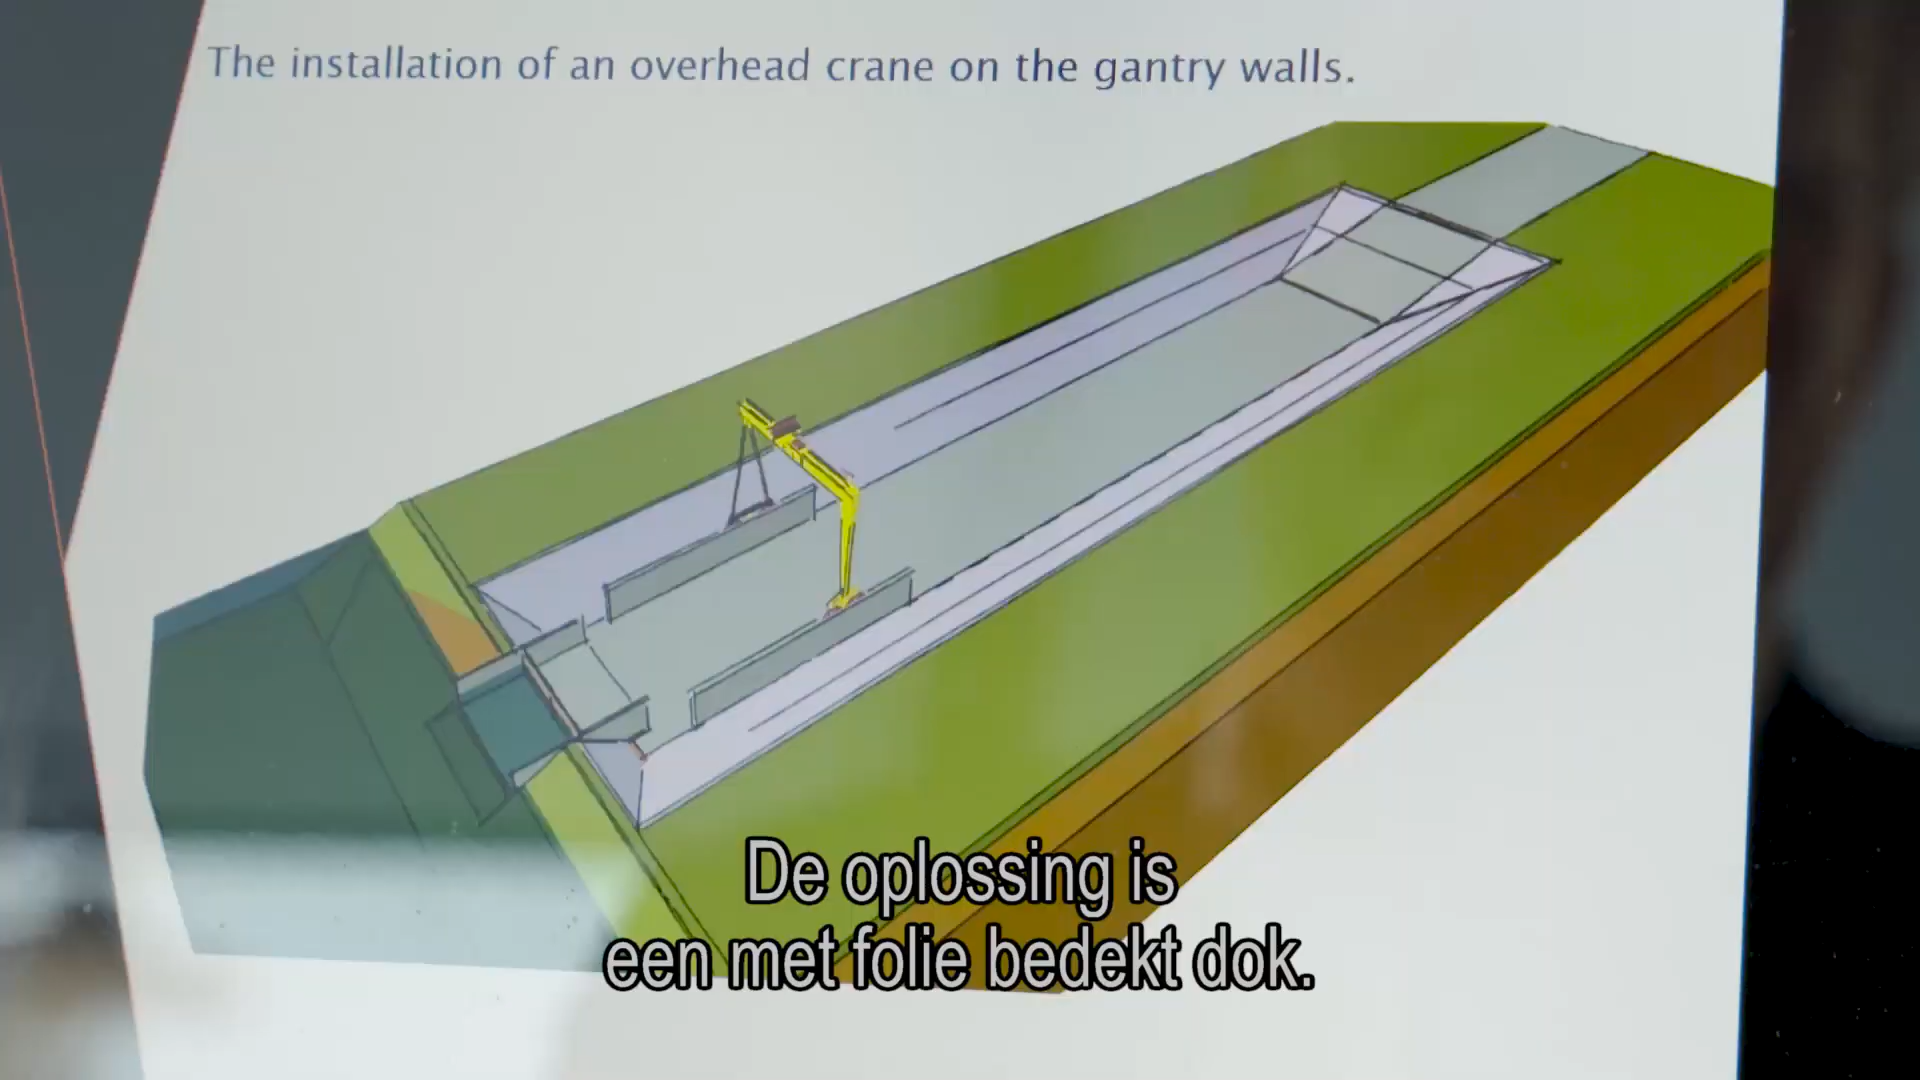 The installation of an overhead crane on the gantry walls.
De oplossing is
een met folie bedekt dok.